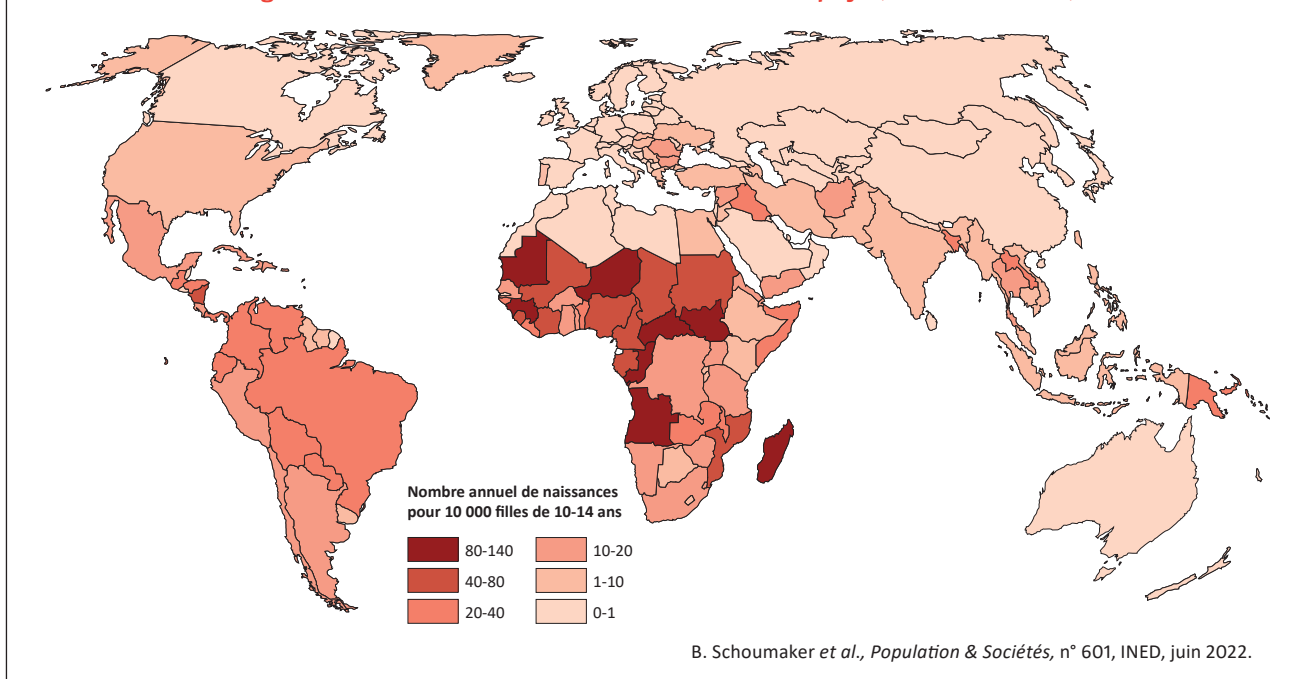 Nombre annuel de naissances
pour 10 000 filles de 10-14 ans
80-140
10-20
40-80
1-10
20-40
0-1
B. Schoumaker et al., Population & Sociétés, n° 601, INED, juin 2022.